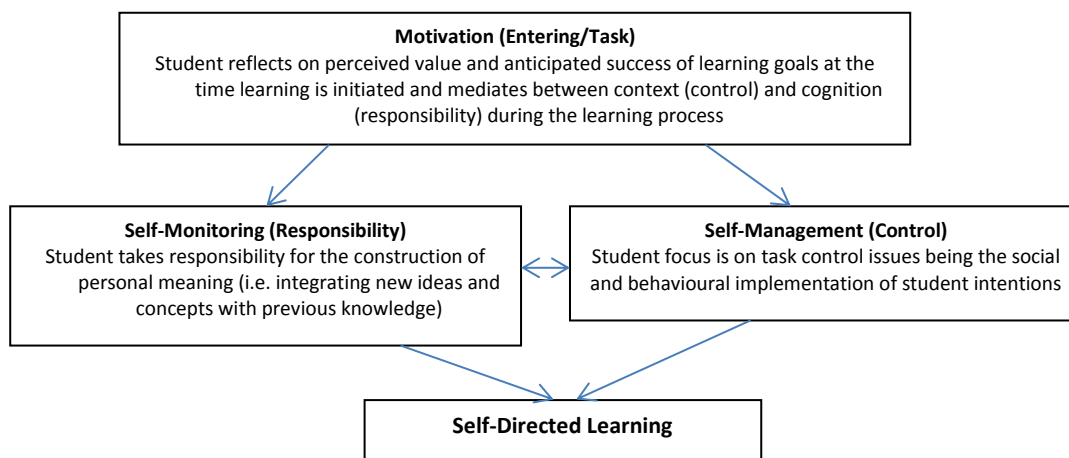 Motivation (Entering/Task)
Student reflects on perceived value and anticipated success of learning goals at the
time learning is initiated and mediates between context (control) and cognition
(responsibility) during the learning process
Self-Monitoring (Responsibility)
Student takes responsibility for the construction of
personal meaning (i.e. integrating new ideas and
concepts with previous knowledge)
Self-Management (Control)
Student focus is on task control issues being the social
and behavioural implementation of student intentions
Self-Directed Learning